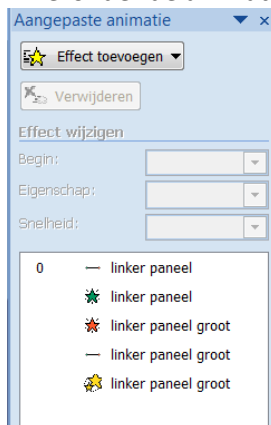 Aangepaste animatie
Effect toevoegen
Verwijderen
Effect wijzigen
Begin:
Eigenschap:
Snelheid:
0 linker paneel
linker paneel
linker paneel groot
linker paneel groot
linker paneel groot